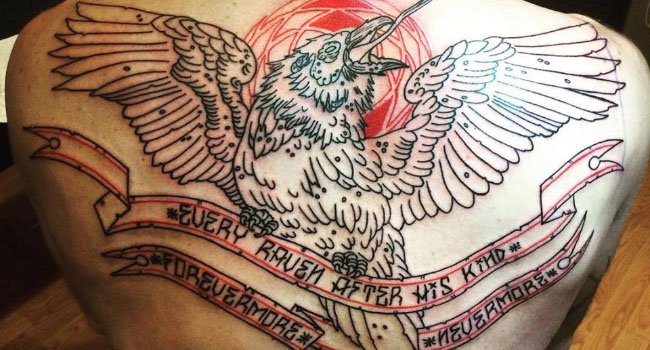 *EVERY RAVEN AFTER HIS KIND*
*FOREVERMORE*
*NEVERMORE*